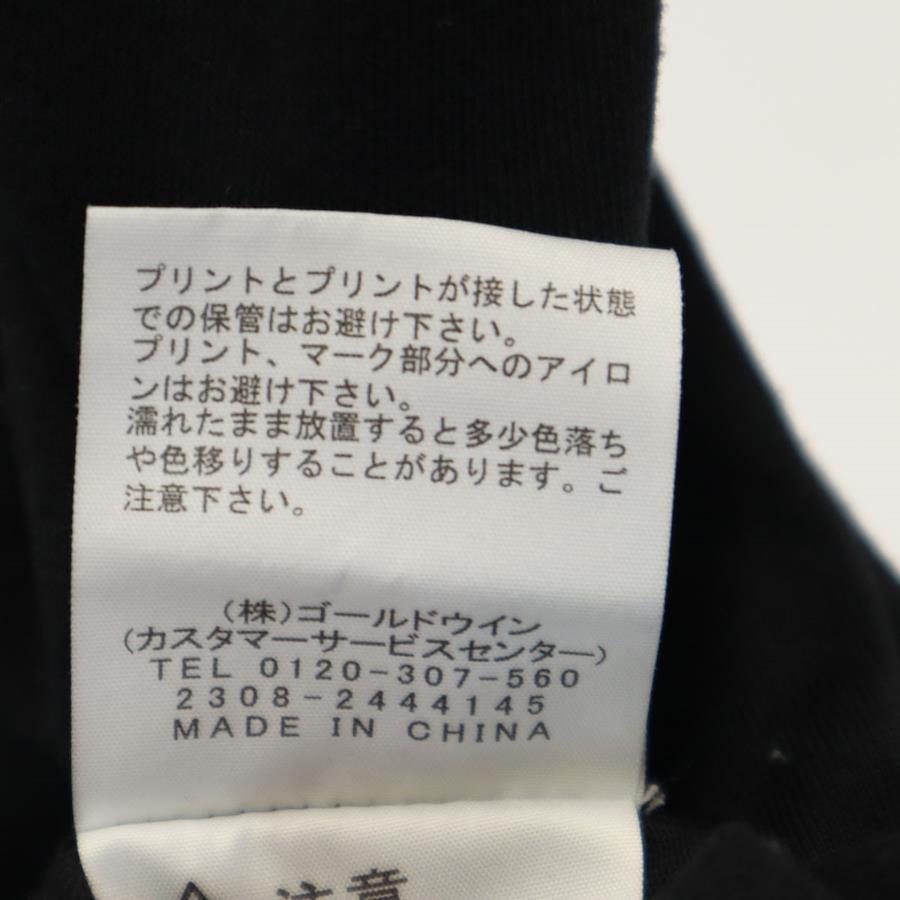 プリントとプリントが接した状態
での保管はお避け下さい。
プリント、マーク部分へのアイロ
ンはお避け下さい。
濡れたまま放置すると多少色落ち
や色移りすることがあります。ご
注意下さい。
(株)ゴールドウイン
(カスタマーサービスセンター)
TEL 0120-307-560
2308-2444145
MADE IN CHINA
注意